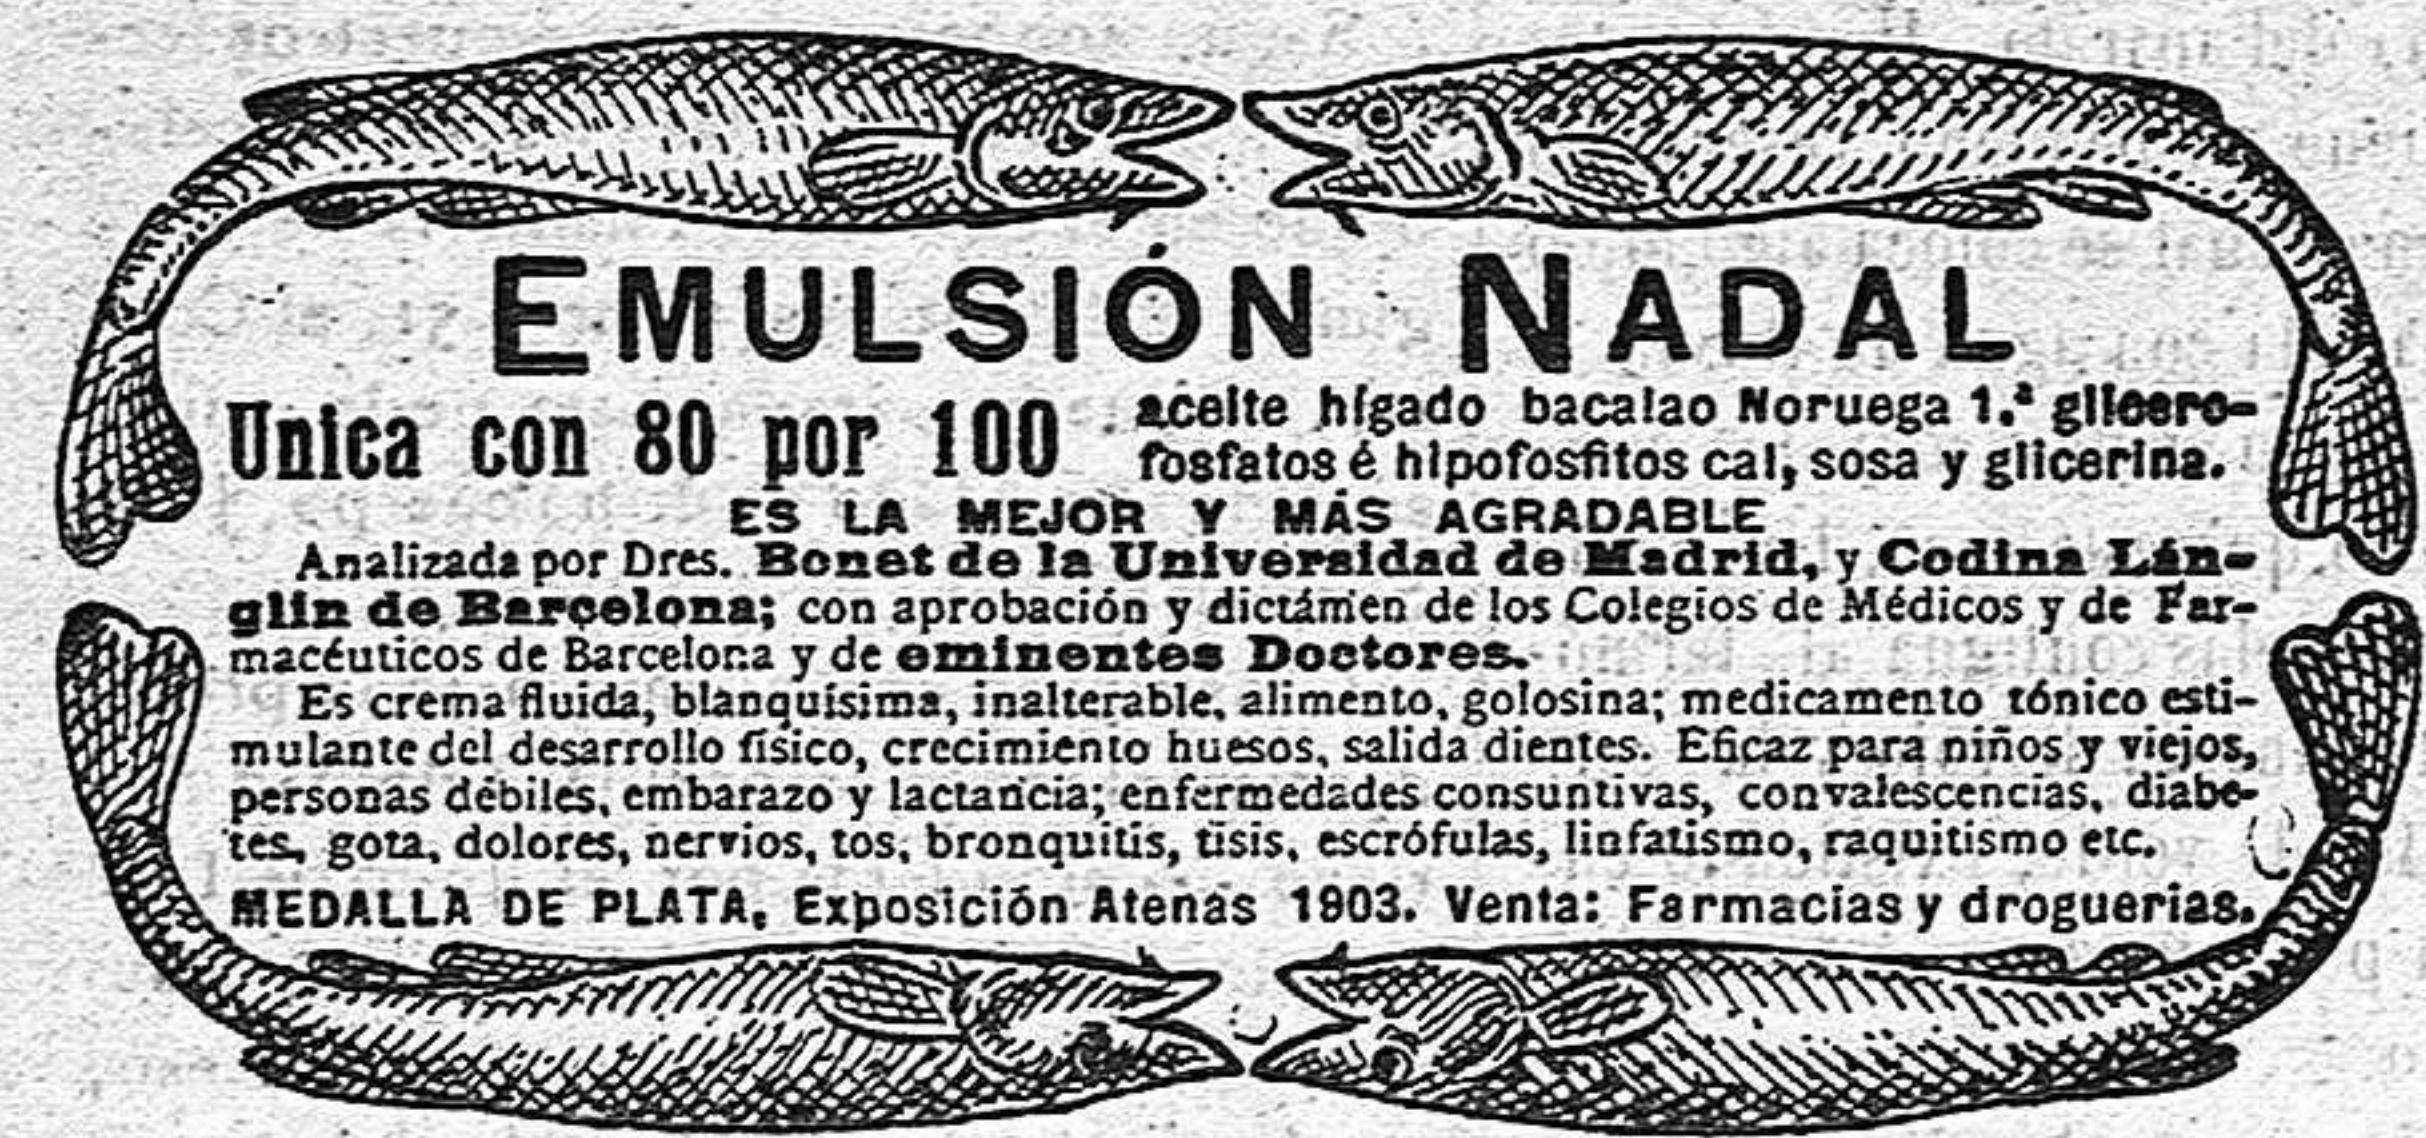 EMULSIÓN NADAL
Unica con 80 por 100 aceite hígado bacalao Noruega 1.ª glicero-
fosfatos é hipofosfitos cal, sosa y glicerina.
ES LA MEJOR Y MÁS AGRADABLE
Analizada por Dres. Bonet de la Universidad de Madrid, y Codina Lán-
glin de Barcelona; con aprobación y dictámen de los Colegios de Médicos y de Far-
macéuticos de Barcelona y de eminentes Doctores.
Es crema fluida, blanquísima, inalterable, alimento, golosina; medicamento tónico esti-
mulante del desarrollo físico, crecimiento huesos, salida dientes. Eficaz para niños y viejos,
personas débiles, embarazo y lactancia; enfermedades consuntivas, convalescencias, diabe-
tes, gota, dolores, nervios, tos, bronquitis, tisis, escrófulas, linfatismo, raquitismo etc.
MEDALLA DE PLATA, Exposición Atenas 1903. Venta: Farmacias y droguerias.